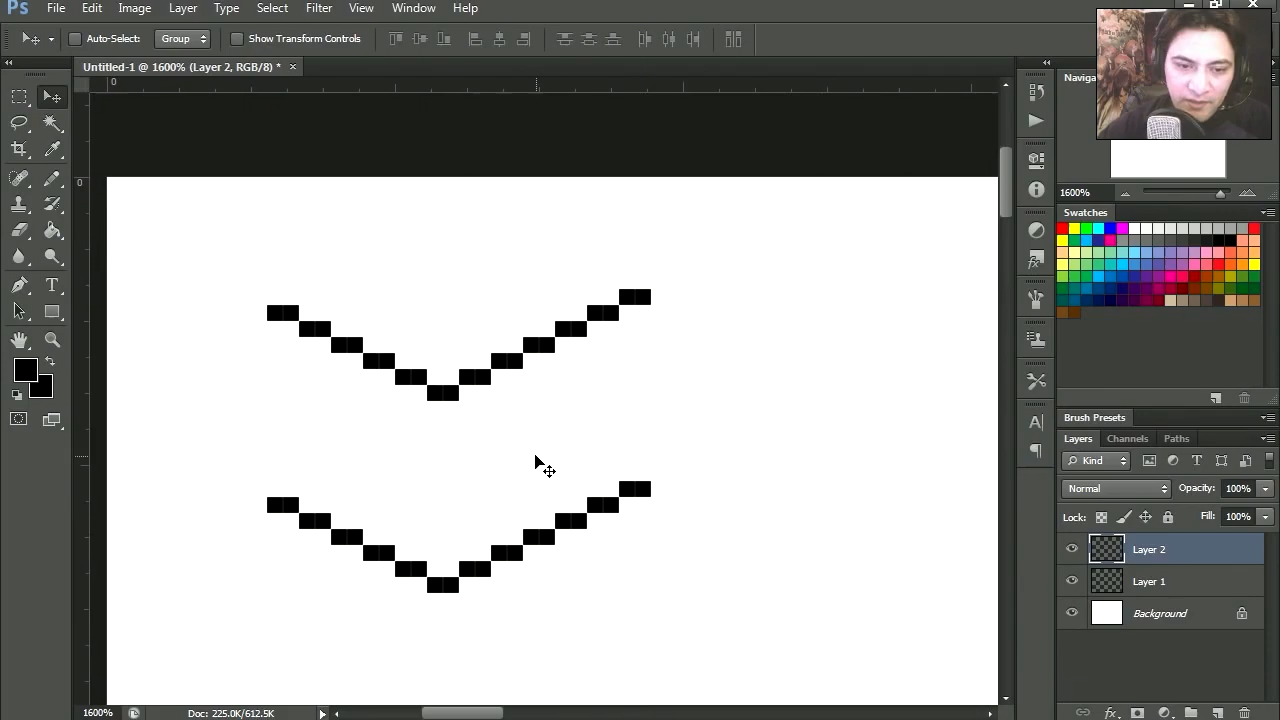 Ps File Edit Image Layer Type Select Filter View Window Help
Auto-Select: Group Show Transform Controls
Untitled-1 @ 1600% (Layer 2, RGB/8) * ×
0
0
Naviga
1600%
Swatches
Brush Presets
Layers Channels Paths
Kind
Normal Opacity: 100%
Lock: Fill: 100%
Layer 2
Layer 1
Background
1600% Doc: 225.0K/612.5K